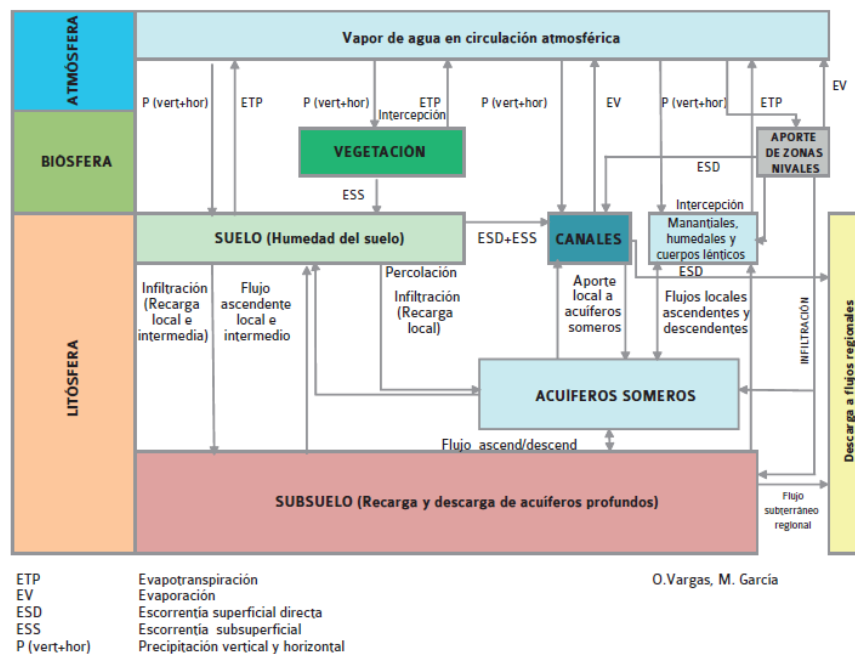 ATMÓSFERA
Vapor de agua en circulación atmosférica
P (vert+hor)
ETP
P (vert+hor)
ETP
P (vert+hor)
EV
P (vert+hor)
ETP
EV
Intercepción
BIÓSFERA
VEGETACIÓN
APORTE
DE ZONAS
NIVALES
ESD
ESS
Intercepción
LITÓSFERA
SUELO (Humedad del suelo)
ESD+ESS
CANALES
Manantiales,
humedales y
cuerpos lénticos
ESD
Percolación
Infiltración
(Recarga
local e
intermedia)
Flujo
ascendente
local e
intermedio
Infiltración
(Recarga
local)
Aporte
local a
acuíferos
someros
Flujos locales
ascendentes y
descendentes
INFILTRACIÓN
Descarga a flujos regionales
ACUÍFEROS SOMEROS
Flujo ascend/descend
SUBSUELO (Recarga y descarga de acuíferos profundos)
Flujo
subterráneo
regional
ETP Evapotranspiración
O.Vargas, M. García
EV Evaporación
ESD Escorrentía superficial directa
ESS Escorrentía subsuperficial
P (vert+hor) Precipitación vertical y horizontal